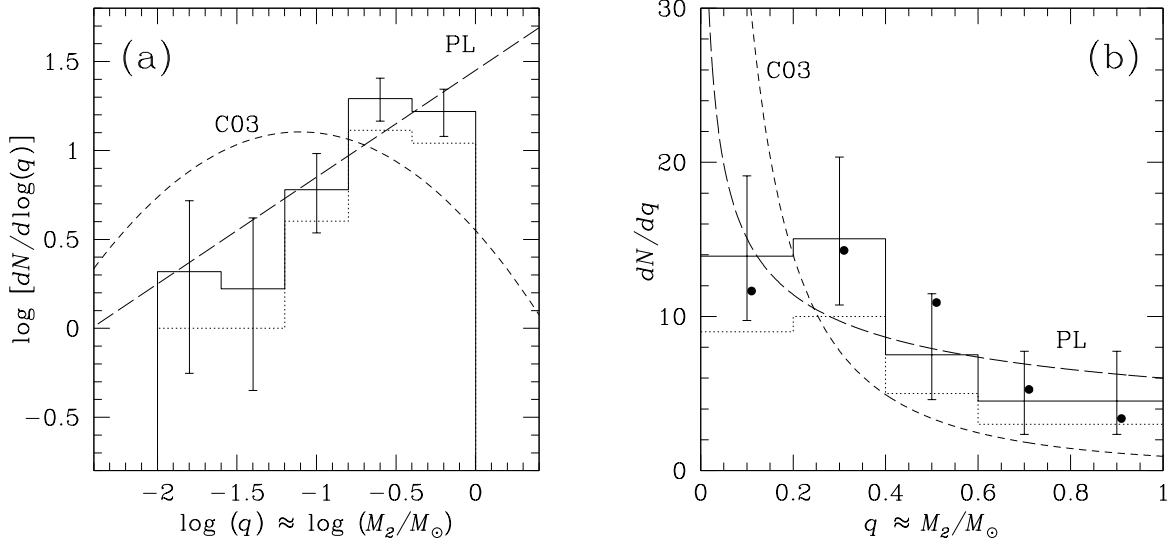 (a)
PL
C03
1.5
1
0.5
0
−0.5
log [dN/dlog(q)]
−2 −1.5 −1 −0.5 0
log (q) ≈ log (M₂/M⊙)
30
(b)
C03
20
dN/dq
10
PL
0
0 0.2 0.4 0.6 0.8 1
q ≈ M₂/M⊙